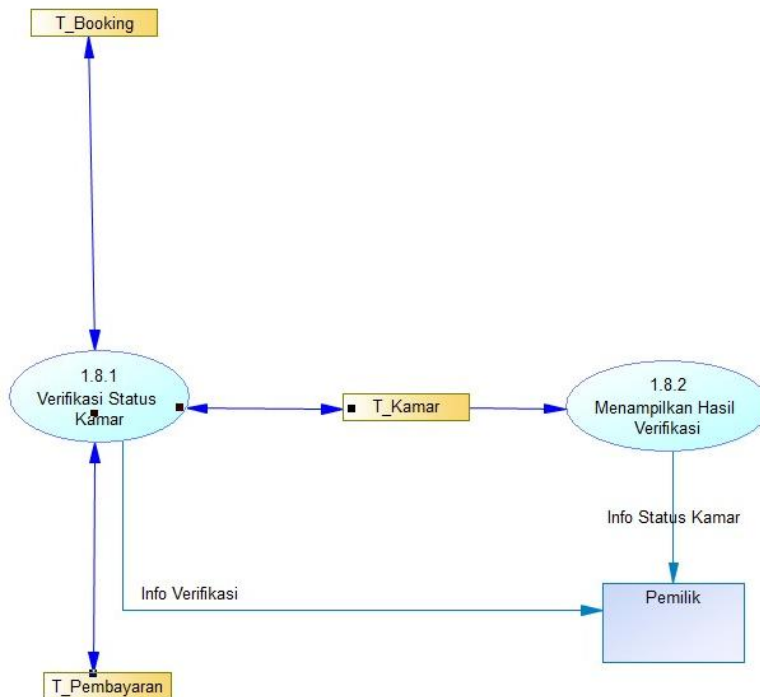 T_Booking
1.8.1
Verifikasi Status
Kamar
T_Kamar
1.8.2
Menampilkan Hasil
Verifikasi
Info Status Kamar
Info Verifikasi
Pemilik
T_Pembayaran